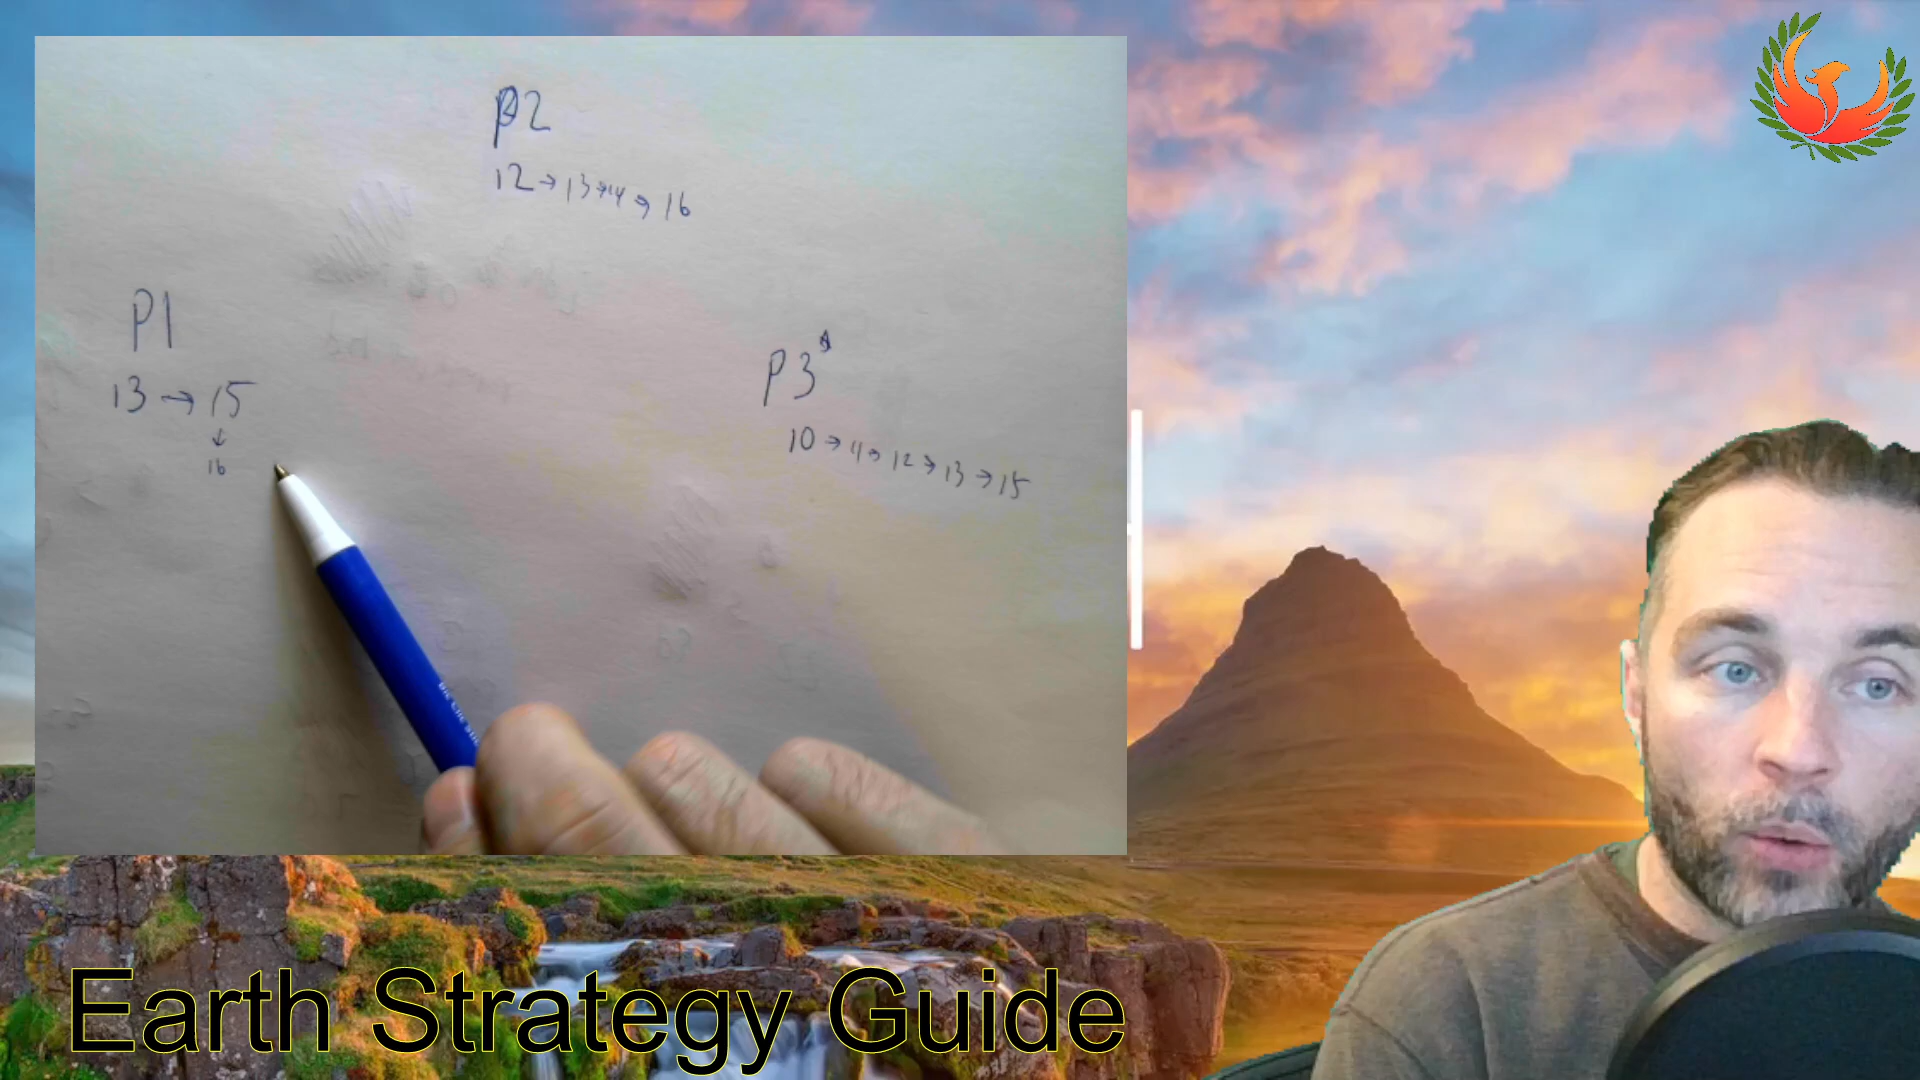 P2
12→13→14→16
P1
13→15
↓
16
P3
10→11→12→13→15
Earth Strategy Guide